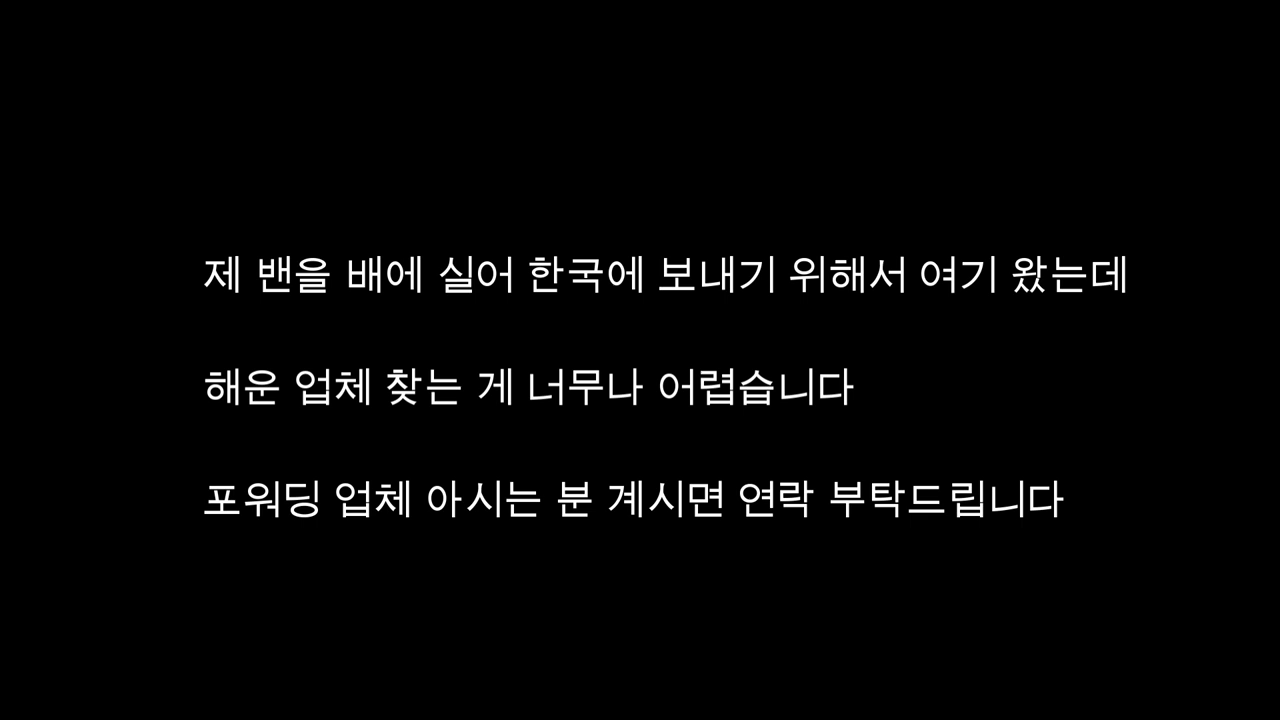 제 밴을 배에 실어 한국에 보내기 위해서 여기 왔는데
해운 업체 찾는 게 너무나 어렵습니다
포워딩 업체 아시는 분 계시면 연락 부탁드립니다